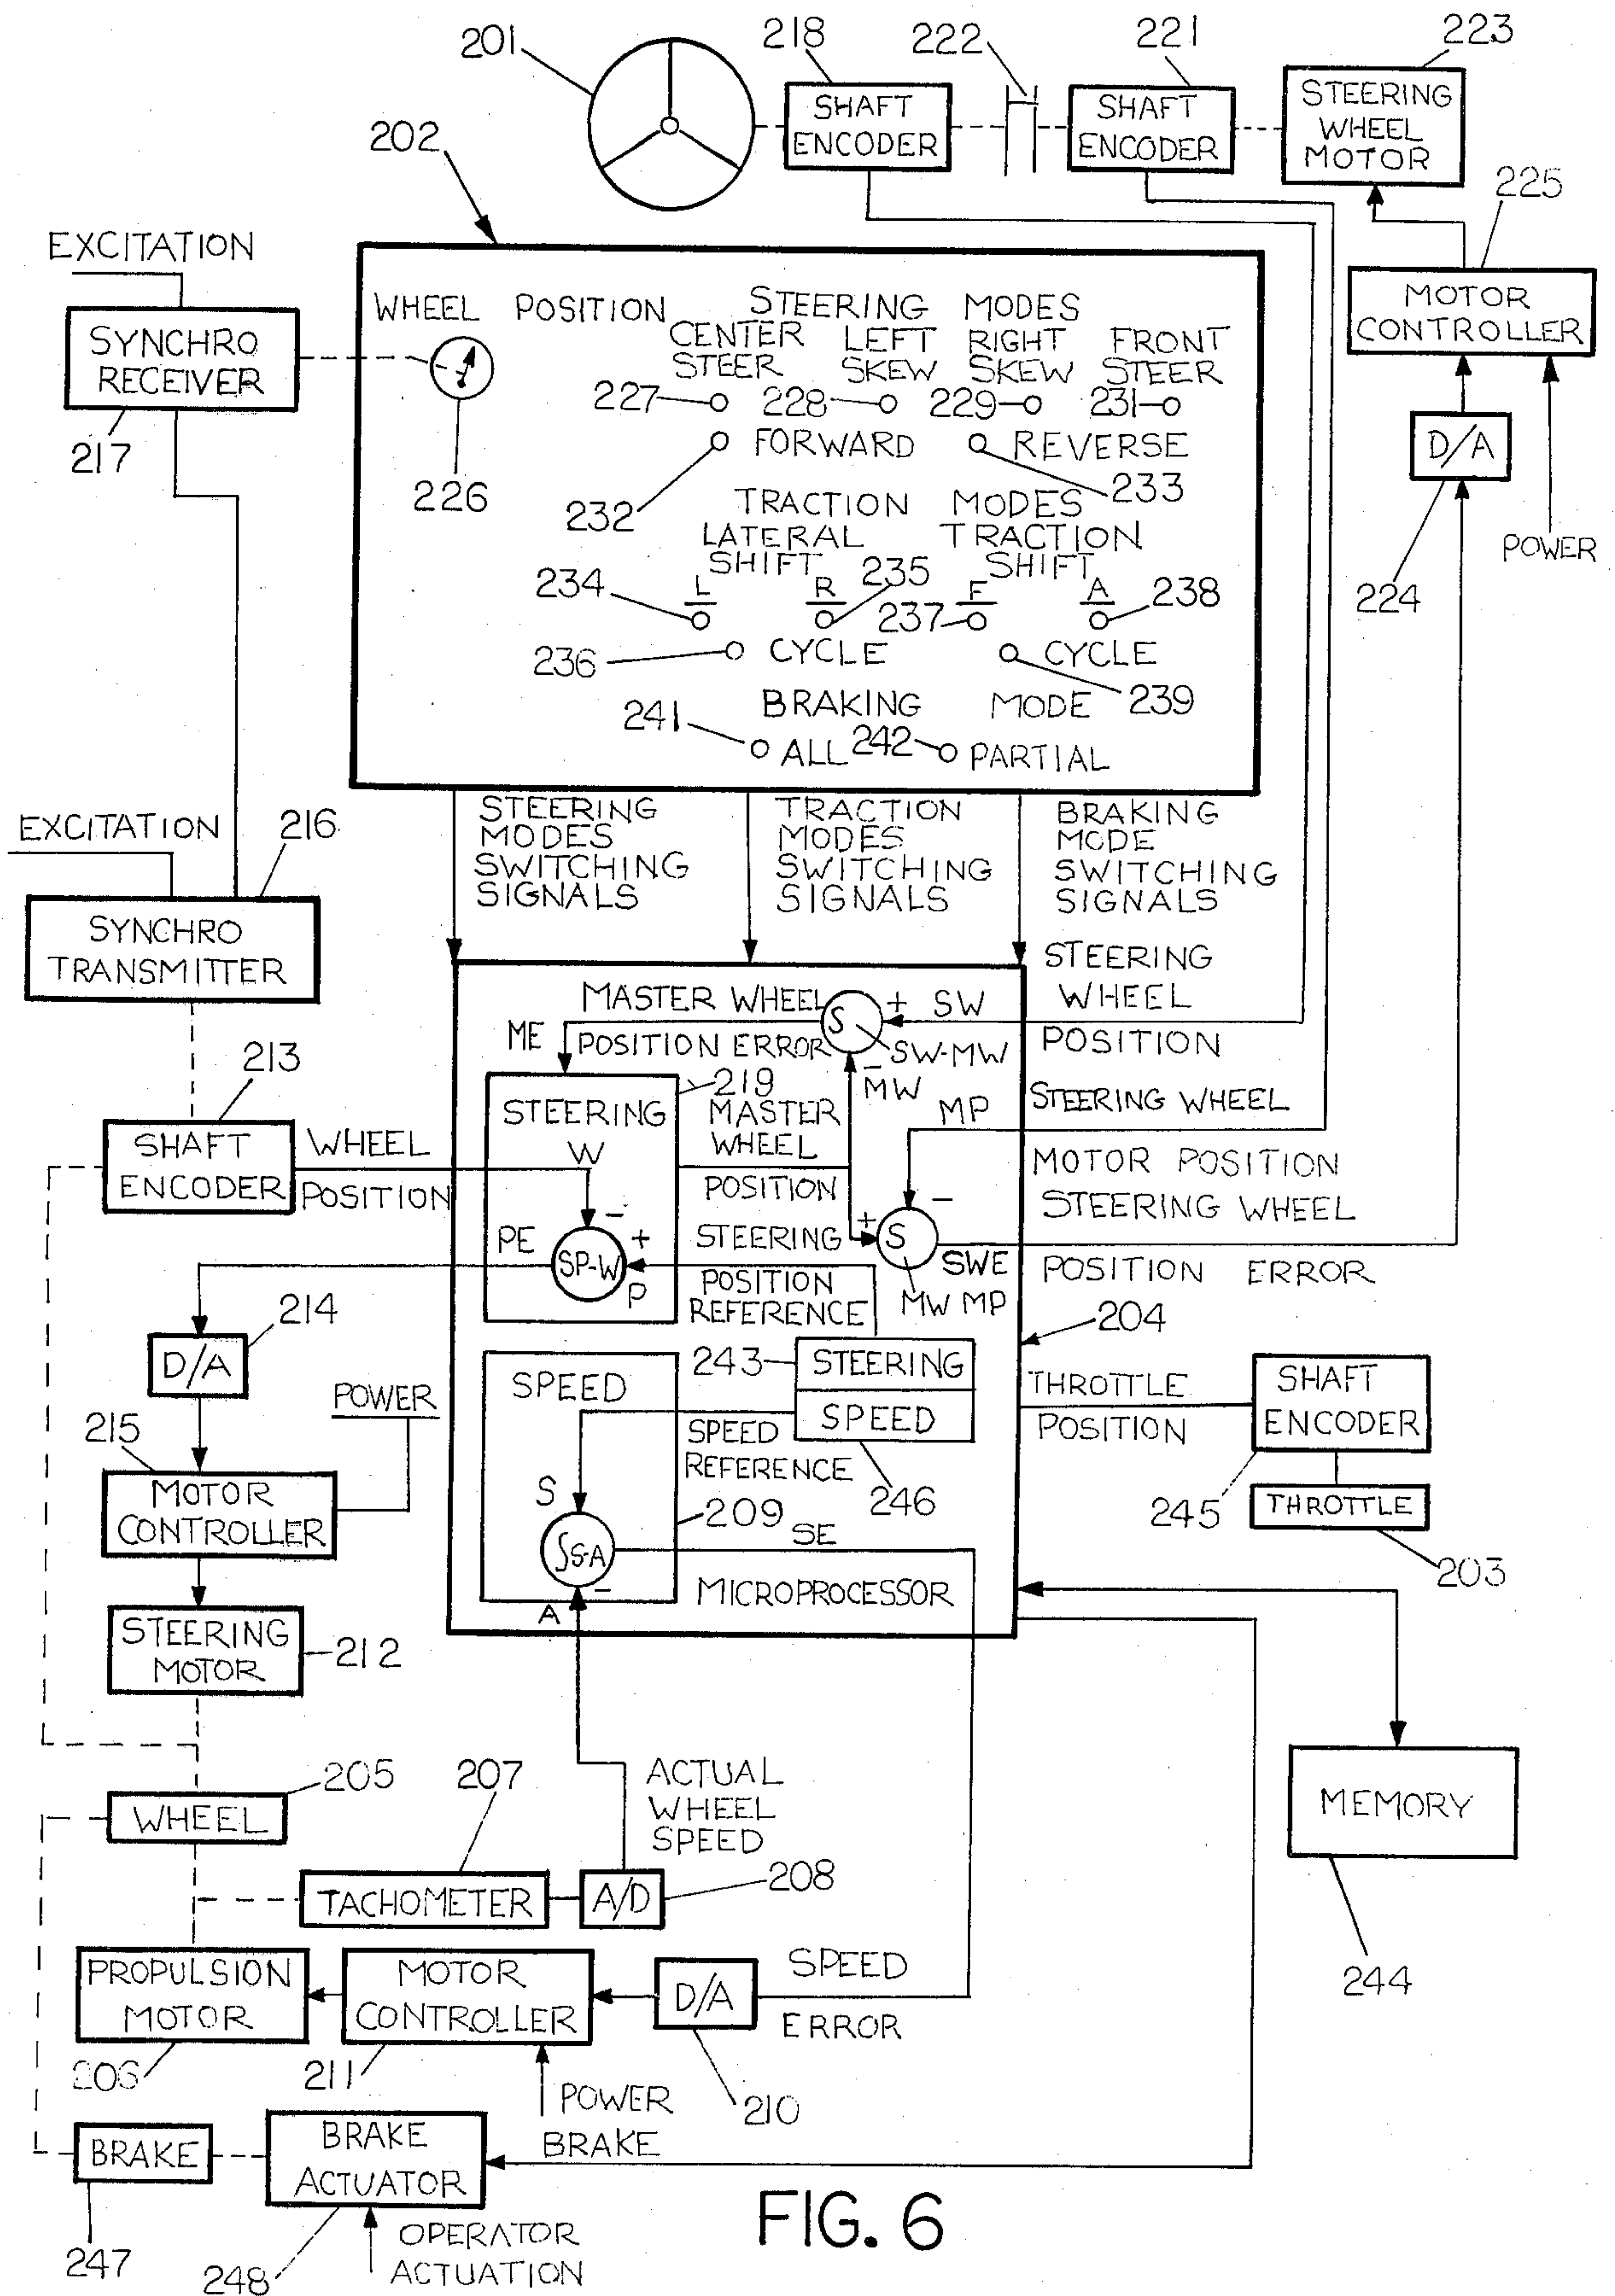 201
218
222
221
223
SHAFT
ENCODER
SHAFT
ENCODER
STEERING
WHEEL
MOTOR
202
225
EXCITATION
MOTOR
CONTROLLER
SYNCHRO
RECEIVER
217
WHEEL POSITION
226
STEERING MODES
CENTER
STEER
LEFT
SKEW
RIGHT
SKEW
FRONT
STEER
227
228
229
231
FORWARD
REVERSE
232
233
TRACTION MODES
LATERAL
SHIFT
TRACTION
SHIFT
234
L
R
235
237
F
A
238
236
CYCLE
CYCLE
239
BRAKING MODE
241
ALL
242
PARTIAL
D/A
224
POWER
STEERING
MODES
SWITCHING
SIGNALS
TRACTION
MODES
SWITCHING
SIGNALS
BRAKING
MODE
SWITCHING
SIGNALS
EXCITATION
216
SYNCHRO
TRANSMITTER
MASTER WHEEL
POSITION ERROR
ME
S
+
SW
SW-MW
-
MW
STEERING
WHEEL
POSITION
213
SHAFT
ENCODER
WHEEL
POSITION
219
STEERING
W
MASTER
WHEEL
POSITION
MP
STEERING WHEEL
MOTOR POSITION
-
PE
-
+
SP-W
P
STEERING
POSITION
REFERENCE
+
S
SWE
MW MP
STEERING WHEEL
POSITION ERROR
204
214
D/A
POWER
215
MOTOR
CONTROLLER
STEERING
MOTOR
212
243
STEERING
SPEED
246
SPEED
SPEED
REFERENCE
S
∫S-A
-
A
209
SE
MICROPROCESSOR
THROTTLE
POSITION
SHAFT
ENCODER
245
THROTTLE
203
205
WHEEL
207
TACHOMETER
A/D
208
ACTUAL
WHEEL
SPEED
MEMORY
244
PROPULSION
MOTOR
206
MOTOR
CONTROLLER
211
D/A
210
SPEED
ERROR
POWER
BRAKE
BRAKE
247
BRAKE
ACTUATOR
248
OPERATOR
ACTUATION
FIG. 6